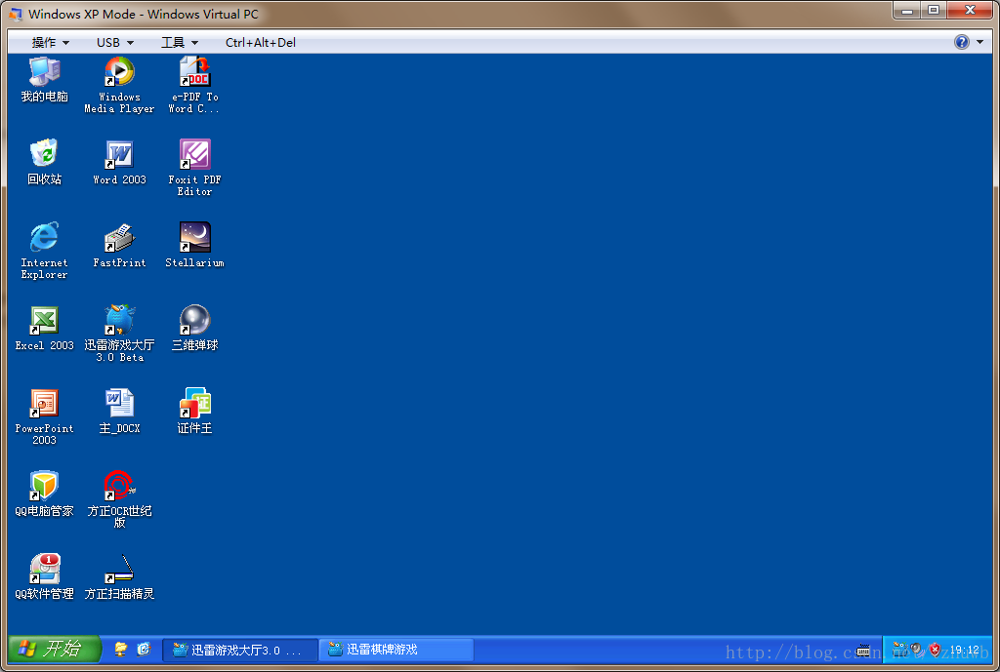 Windows XP Mode - Windows Virtual PC
操作 USB 工具 Ctrl+Alt+Del
我的电脑
Windows
Media Player
e-PDF To
Word C...
回收站
Word 2003
Foxit PDF
Editor
Internet
Explorer
FastPrint
Stellarium
Excel 2003
迅雷游戏大厅
3.0 Beta
三维弹球
PowerPoint
2003
主_DOCX
证件王
QQ电脑管家
方正OCR世纪
版
QQ软件管理
方正扫描精灵
开始 迅雷游戏大厅3.0 ... 迅雷棋牌游戏 19:12